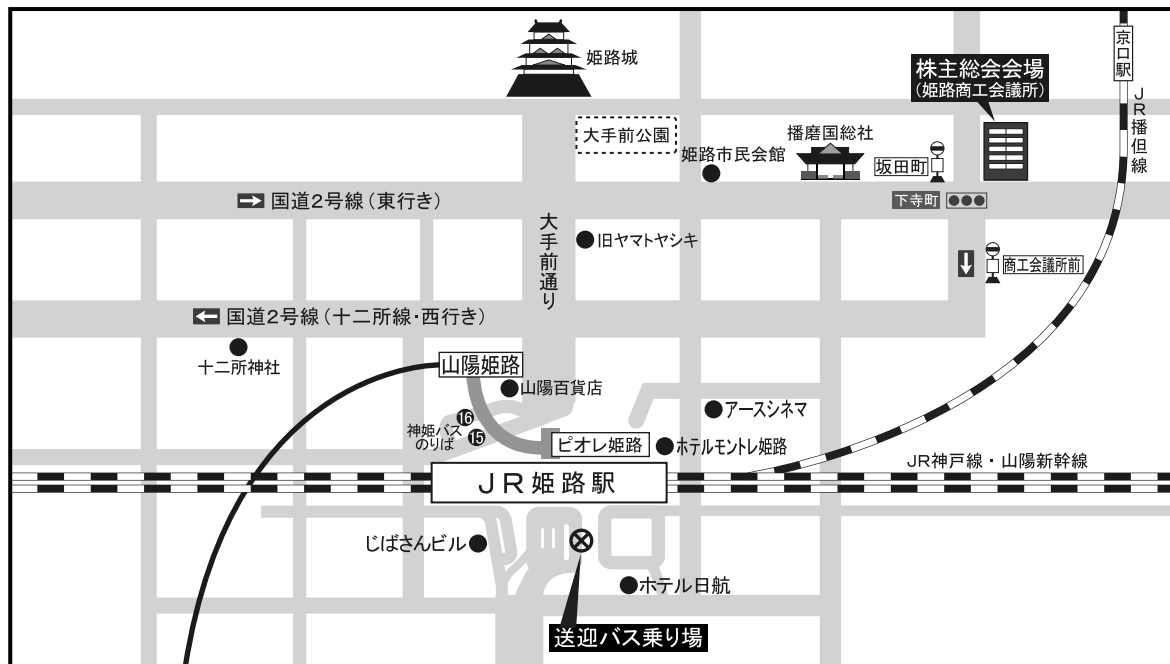 姫路城
株主総会会場
(姫路商工会議所)
京口駅
JR播但線
大手前公園
姫路市民会館
播磨国総社
坂田町
国道2号線(東行き)
下寺町
大手前通り
旧ヤマトヤシキ
商工会議所前
国道2号線(十二所線・西行き)
十二所神社
山陽姫路
山陽百貨店
アースシネマ
神姫バス
のりば
16
15
ピオレ姫路
ホテルモントレ姫路
JR神戸線・山陽新幹線
JR姫路駅
じばさんビル
ホテル日航
送迎バス乗り場